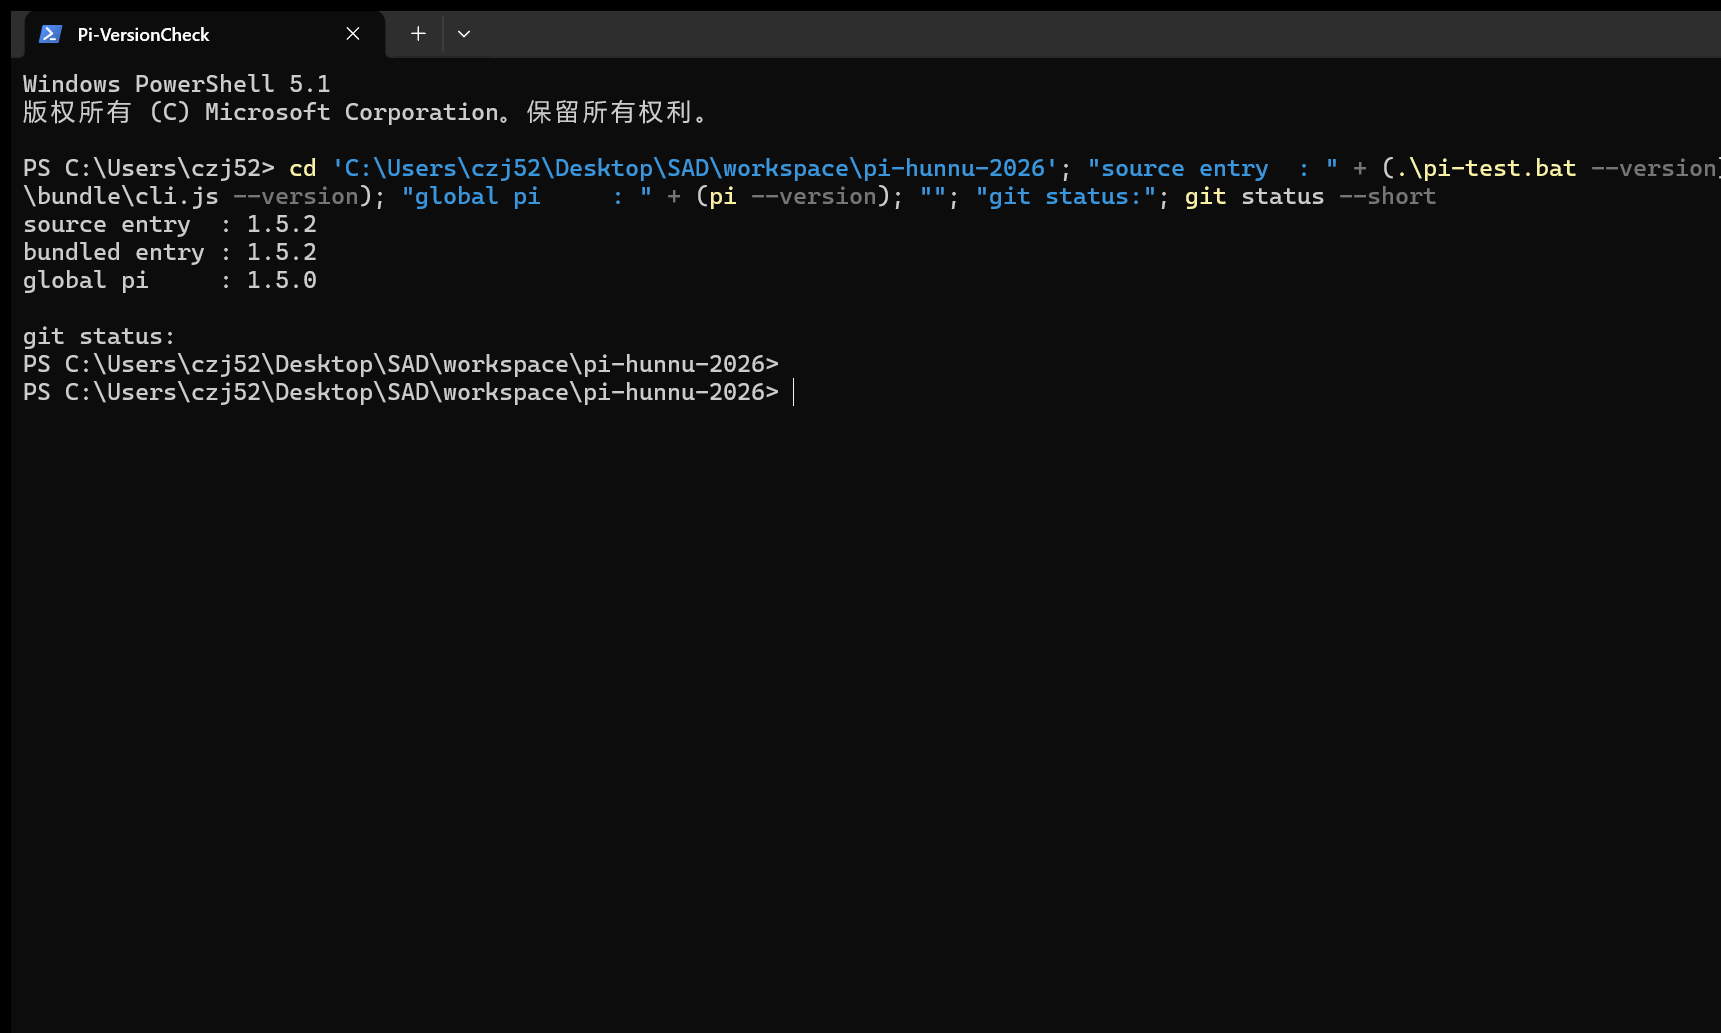 Pi-VersionCheck
Windows PowerShell 5.1
版权所有 (C) Microsoft Corporation。保留所有权利。
PS C:\Users\czj52> cd 'C:\Users\czj52\Desktop\SAD\workspace\pi-hunnu-2026'; "source entry  : " + (.\pi-test.bat --version)
\bundle\cli.js --version); "global pi     : " + (pi --version); ""; "git status:"; git status --short
source entry  : 1.5.2
bundled entry : 1.5.2
global pi     : 1.5.0
git status:
PS C:\Users\czj52\Desktop\SAD\workspace\pi-hunnu-2026>
PS C:\Users\czj52\Desktop\SAD\workspace\pi-hunnu-2026>